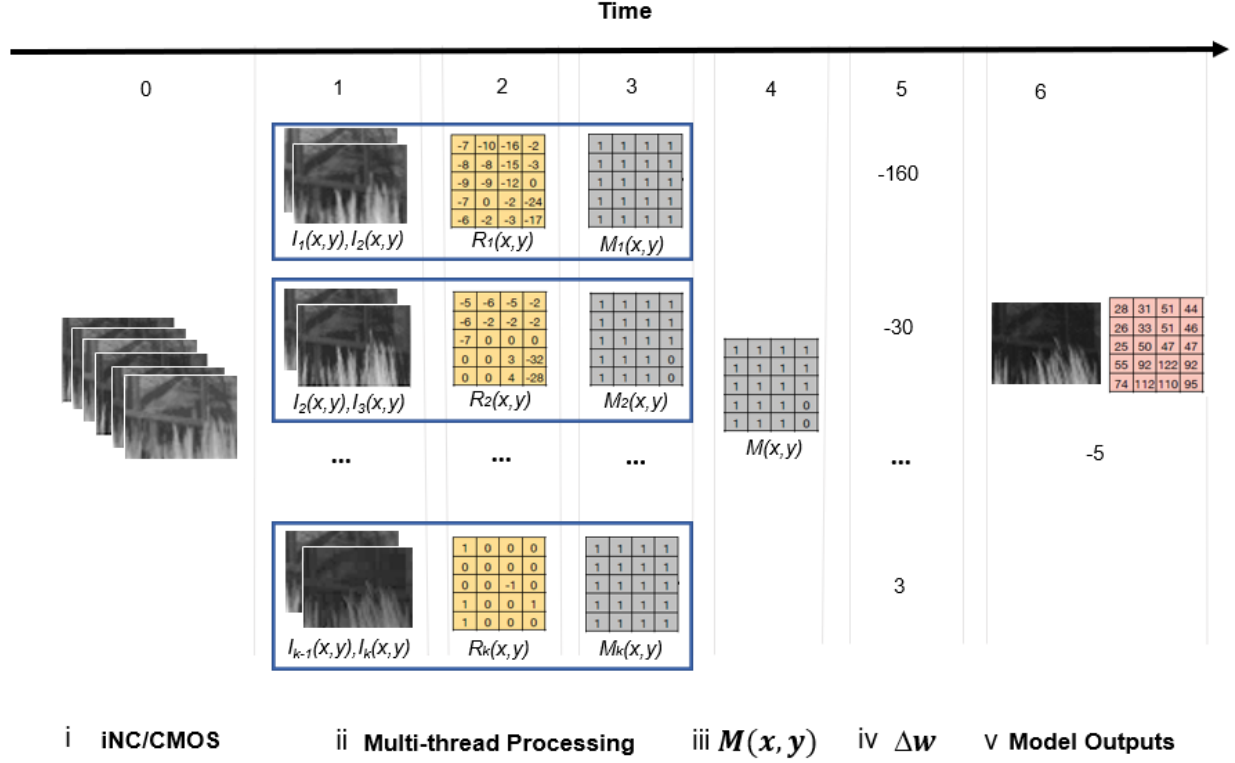 Time
0 1 2 3 4 5 6
-7 -10 -16 -2
-8 -8 -15 -3
-9 -9 -12 0
-7 0 -2 -24
-6 -2 -3 -17
1 1 1 1
1 1 1 1
1 1 1 1
1 1 1 1
1 1 1 1
-160
I1(x,y),I2(x,y) R1(x,y) M1(x,y)
-5 -6 -5 -2
-6 -2 -2 -2
-7 0 0 0
0 0 3 -32
0 0 4 -28
1 1 1 1
1 1 1 1
1 1 1 1
1 1 1 0
1 1 1 0
-30
I2(x,y),I3(x,y) R2(x,y) M2(x,y)
1 1 1 1
1 1 1 1
1 1 1 1
1 1 1 0
1 1 1 0
M(x,y)
28 31 51 44
26 33 51 46
25 50 47 47
55 92 122 92
74 112 110 95
-5
... ... ... ...
1 0 0 0
0 0 0 0
0 0 -1 0
1 0 0 1
1 0 0 0
1 1 1 1
1 1 1 1
1 1 1 1
1 1 1 1
1 1 1 1
3
Ik-1(x,y),Ik(x,y) Rk(x,y) Mk(x,y)
i iNC/CMOS ii Multi-thread Processing iii M(x, y) iv Δw v Model Outputs